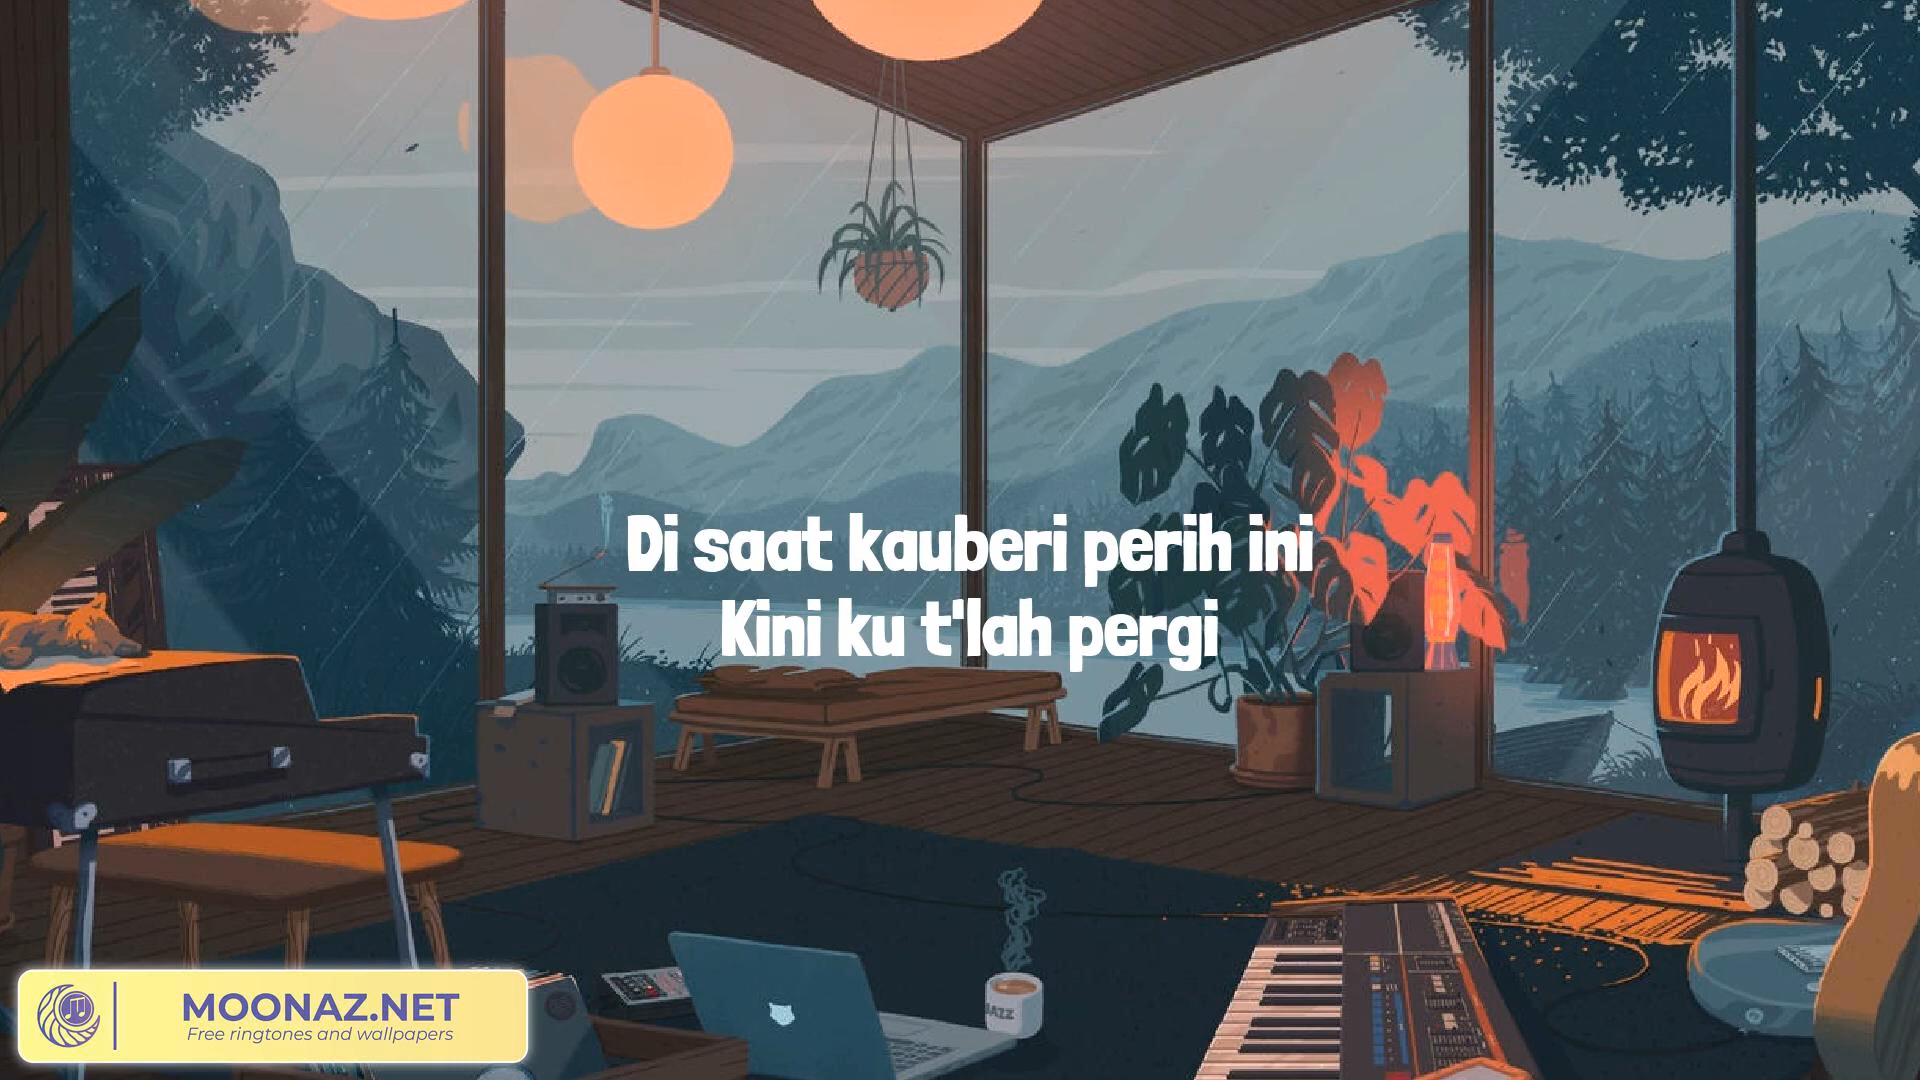 Di saat kauberi perih ini
Kini ku t'lah pergi
JAZZ
MOONAZ.NET
Free ringtones and wallpapers